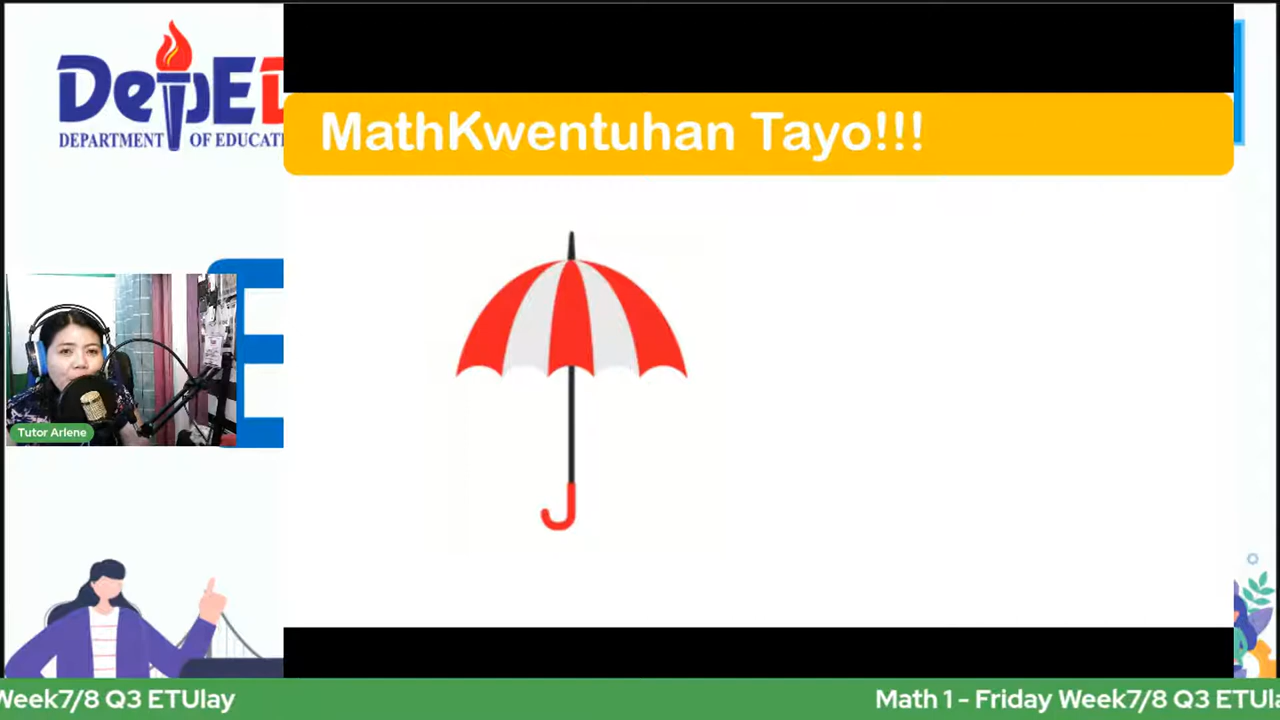 DepED
DEPARTMENT OF EDUCATI
MathKwentuhan Tayo!!!
E
Tutor Arlene
Week7/8 Q3 ETUlay
Math 1 - Friday Week7/8 Q3 ETUla